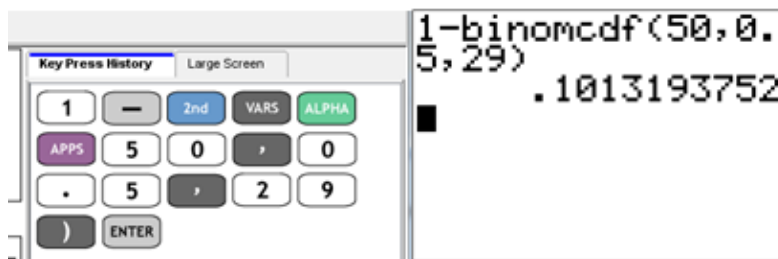 Key Press History Large Screen
1 – 2nd VARS ALPHA
APPS 5 0 , 0
. 5 , 2 9
) ENTER
1-binomcdf(50,0.
5,29)
.1013193752